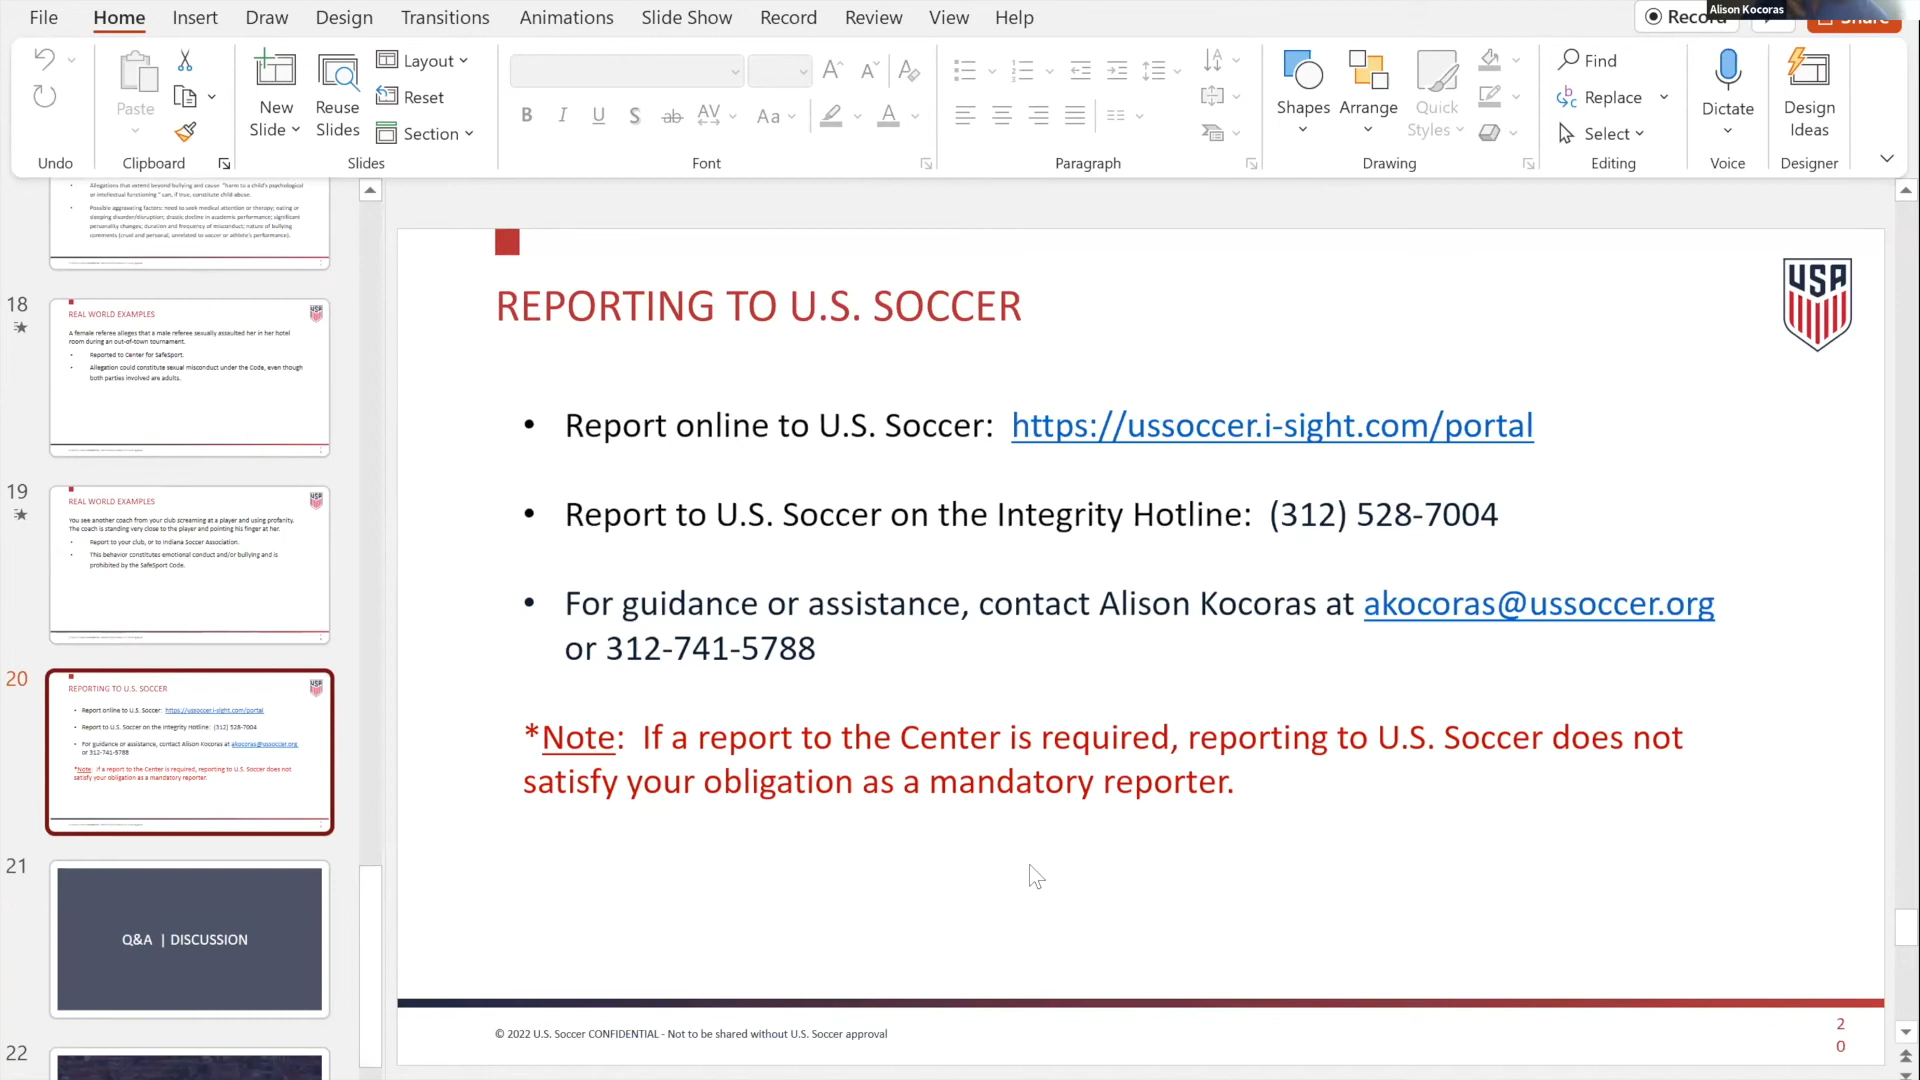 File
Home
Insert
Draw
Design
Transitions
Animations
Slide Show
Record
Review
View
Help
Record
Alison Kocoras
Share
Paste
New
Slide
Reuse
Slides
Layout
Reset
Section
Undo
Clipboard
Slides
Font
Paragraph
Shapes
Arrange
Quick
Styles
Drawing
Find
Replace
Select
Editing
Dictate
Voice
Design
Ideas
Designer
Allegations that extend beyond bullying and cause "harm to a child's psychological
or intellectual functioning" can, if true, constitute child abuse.
Possible aggravating factors: need to seek medical attention or therapy; eating or
sleeping disorder/disruption; drastic decline in academic performance; significant
personality changes; duration and frequency of misconduct; nature of bullying
comments (cruel and personal, unrelated to soccer or athlete's performance).
18
REAL WORLD EXAMPLES
A female referee alleges that a male referee sexually assaulted her in her hotel
room during an out-of-town tournament.
• Reported to Center for SafeSport.
• Allegation could constitute sexual misconduct under the Code, even though
both parties involved are adults.
19
REAL WORLD EXAMPLES
You see another coach from your club screaming at a player and using profanity.
The coach is standing very close to the player and pointing his finger at her.
• Report to your club, or to Indiana Soccer Association.
• This behavior constitutes emotional conduct and/or bullying and is
prohibited by the SafeSport Code.
20
REPORTING TO U.S. SOCCER
• Report online to U.S. Soccer: https://ussoccer.i-sight.com/portal
• Report to U.S. Soccer on the Integrity Hotline: (312) 528-7004
• For guidance or assistance, contact Alison Kocoras at akocoras@ussoccer.org
or 312-741-5788
*Note: If a report to the Center is required, reporting to U.S. Soccer does not
satisfy your obligation as a mandatory reporter.
21
Q&A | DISCUSSION
22
USA
REPORTING TO U.S. SOCCER
• Report online to U.S. Soccer: https://ussoccer.i-sight.com/portal
• Report to U.S. Soccer on the Integrity Hotline: (312) 528-7004
• For guidance or assistance, contact Alison Kocoras at akocoras@ussoccer.org
or 312-741-5788
*Note: If a report to the Center is required, reporting to U.S. Soccer does not
satisfy your obligation as a mandatory reporter.
© 2022 U.S. Soccer CONFIDENTIAL - Not to be shared without U.S. Soccer approval
2
0